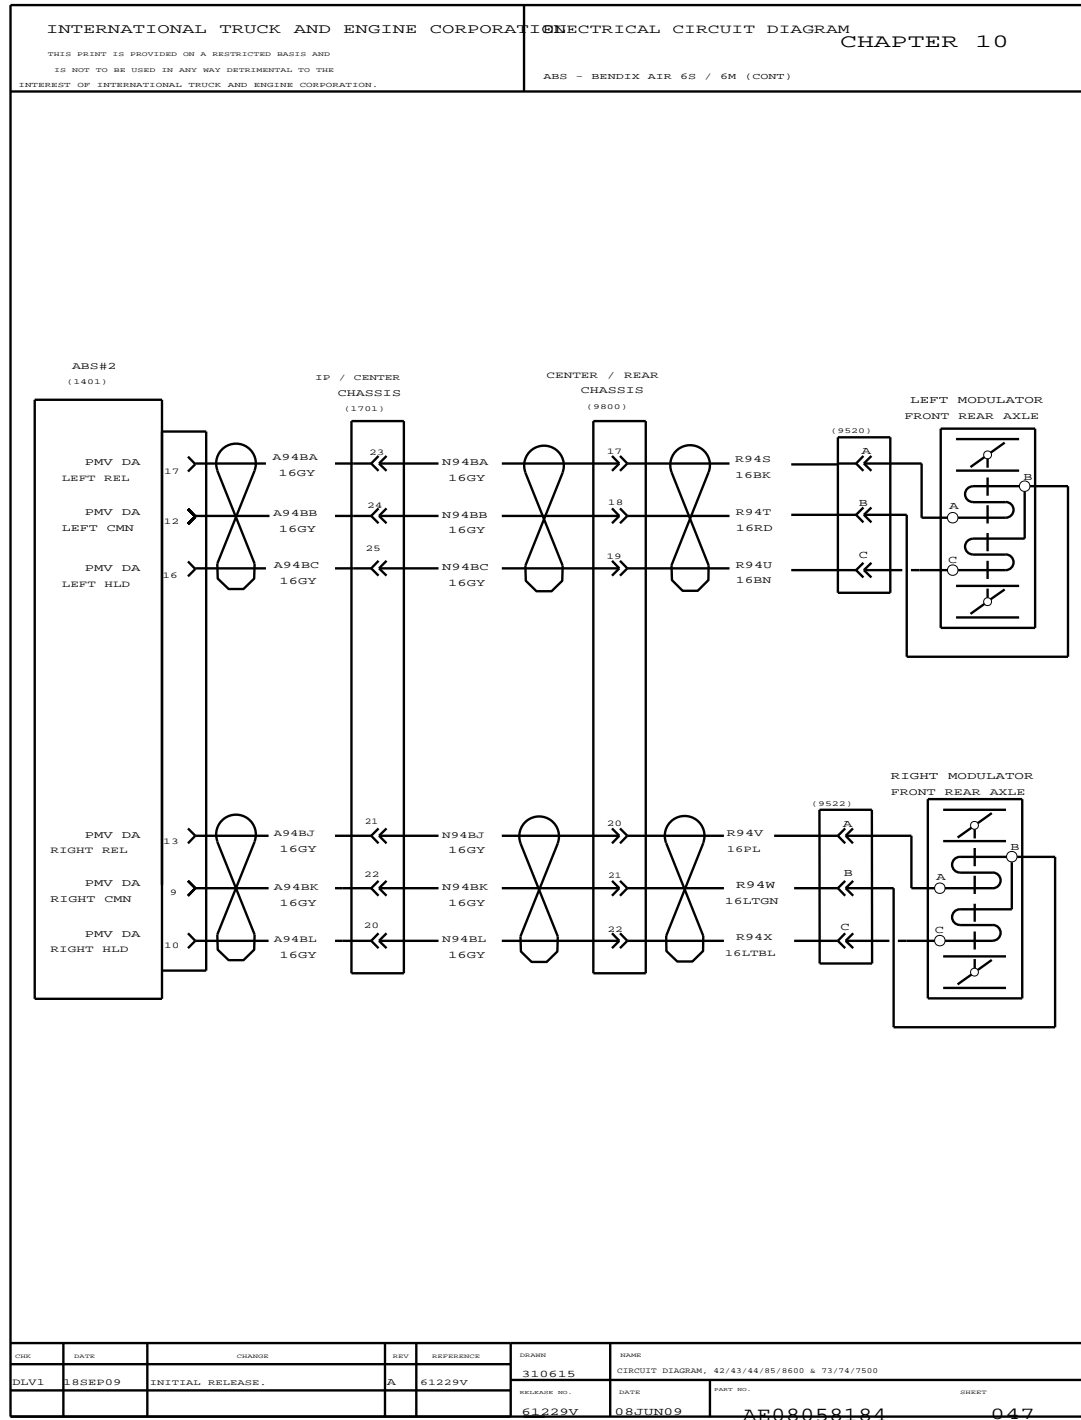 INTERNATIONAL TRUCK AND ENGINE CORPORATION
THIS PRINT IS PROVIDED ON A RESTRICTED BASIS AND
IS NOT TO BE USED IN ANY WAY DETRIMENTAL TO THE
INTEREST OF INTERNATIONAL TRUCK AND ENGINE CORPORATION.
ELECTRICAL CIRCUIT DIAGRAM
CHAPTER 10
ABS - BENDIX AIR 6S / 6M (CONT)
ABS#2
(1401)
IP / CENTER
CHASSIS
(1701)
CENTER / REAR
CHASSIS
(9800)
LEFT MODULATOR
FRONT REAR AXLE
(9520)
PMV DA
LEFT REL
17
A94BA
16GY
23
N94BA
16GY
17
R94S
16BK
A
B
PMV DA
LEFT CMN
12
A94BB
16GY
24
N94BB
16GY
18
R94T
16RD
B
A
PMV DA
LEFT HLD
16
A94BC
16GY
25
N94BC
16GY
19
R94U
16BN
C
C
RIGHT MODULATOR
FRONT REAR AXLE
(9522)
PMV DA
RIGHT REL
13
A94BJ
16GY
21
N94BJ
16GY
20
R94V
16PL
A
B
PMV DA
RIGHT CMN
9
A94BK
16GY
22
N94BK
16GY
21
R94W
16LTGN
B
A
PMV DA
RIGHT HLD
10
A94BL
16GY
20
N94BL
16GY
22
R94X
16LTBL
C
C
CHK DATE CHANGE REV REFERENCE
DLV1 18SEP09 INITIAL RELEASE. A 61229V
DRAWN
310615
NAME
CIRCUIT DIAGRAM, 42/43/44/85/8600 & 73/74/7500
RELEASE NO.
61229V
DATE
08JUN09
PART NO.
AE08058184
SHEET
047